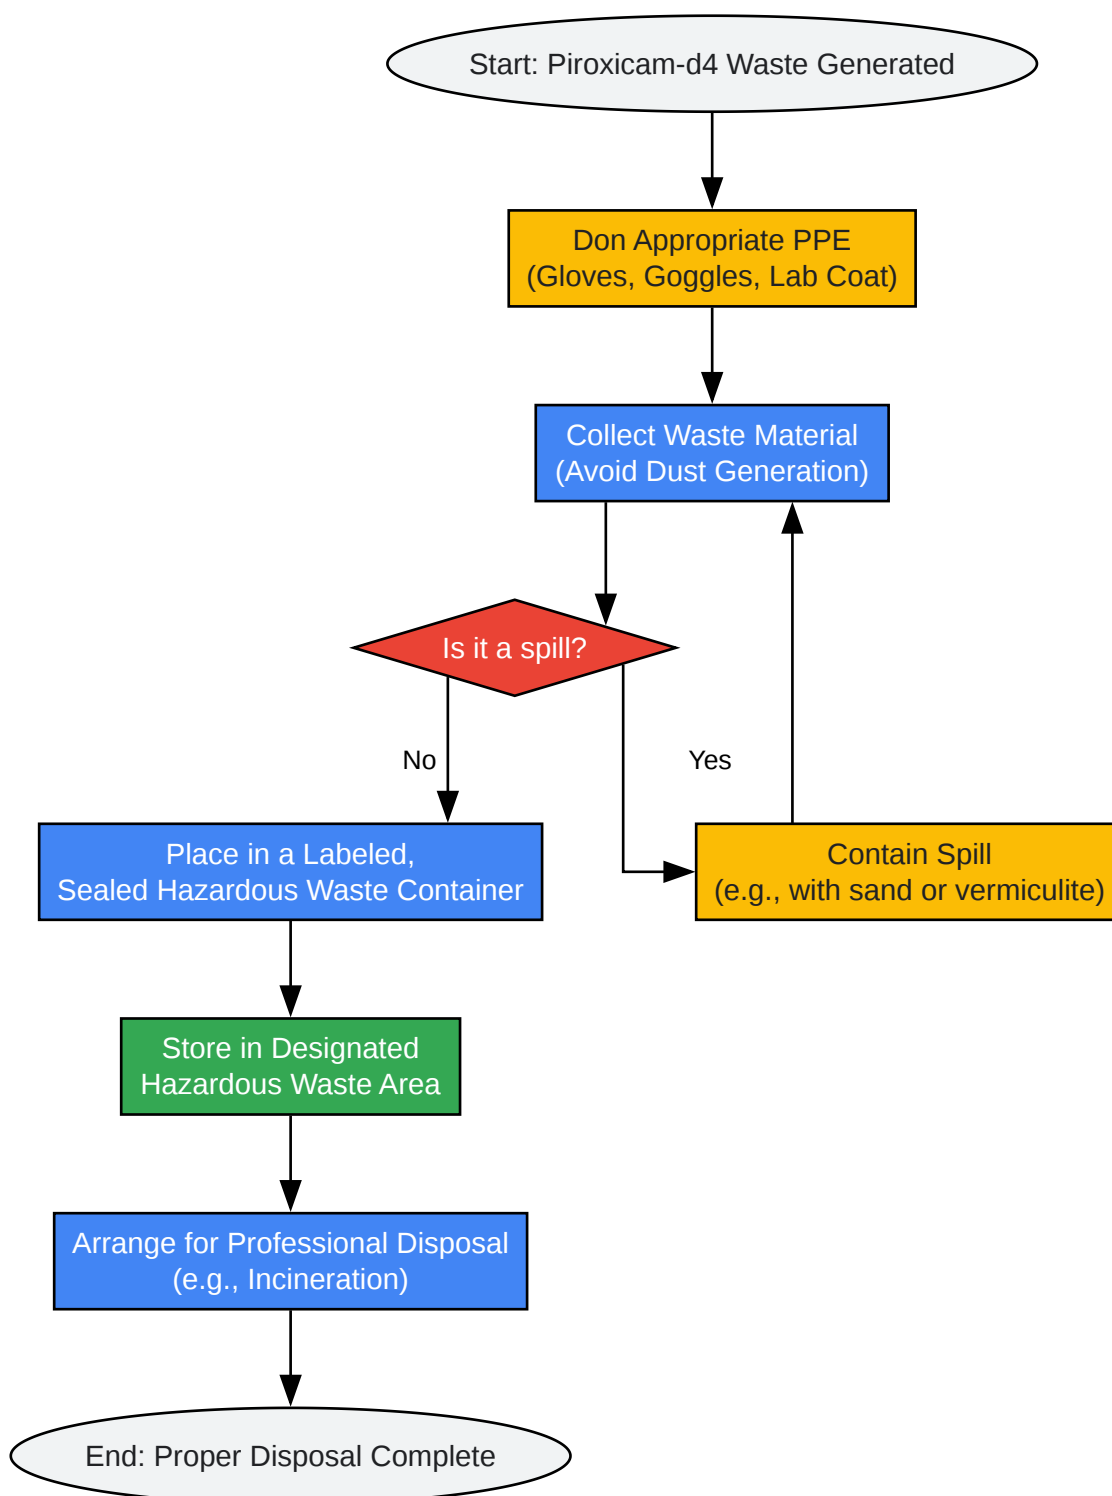 Start: Piroxicam-d4 Waste Generated
Don Appropriate PPE
(Gloves, Goggles, Lab Coat)
Collect Waste Material
(Avoid Dust Generation)
Is it a spill?
No
Yes
Place in a Labeled,
Sealed Hazardous Waste Container
Contain Spill
(e.g., with sand or vermiculite)
Store in Designated
Hazardous Waste Area
Arrange for Professional Disposal
(e.g., Incineration)
End: Proper Disposal Complete